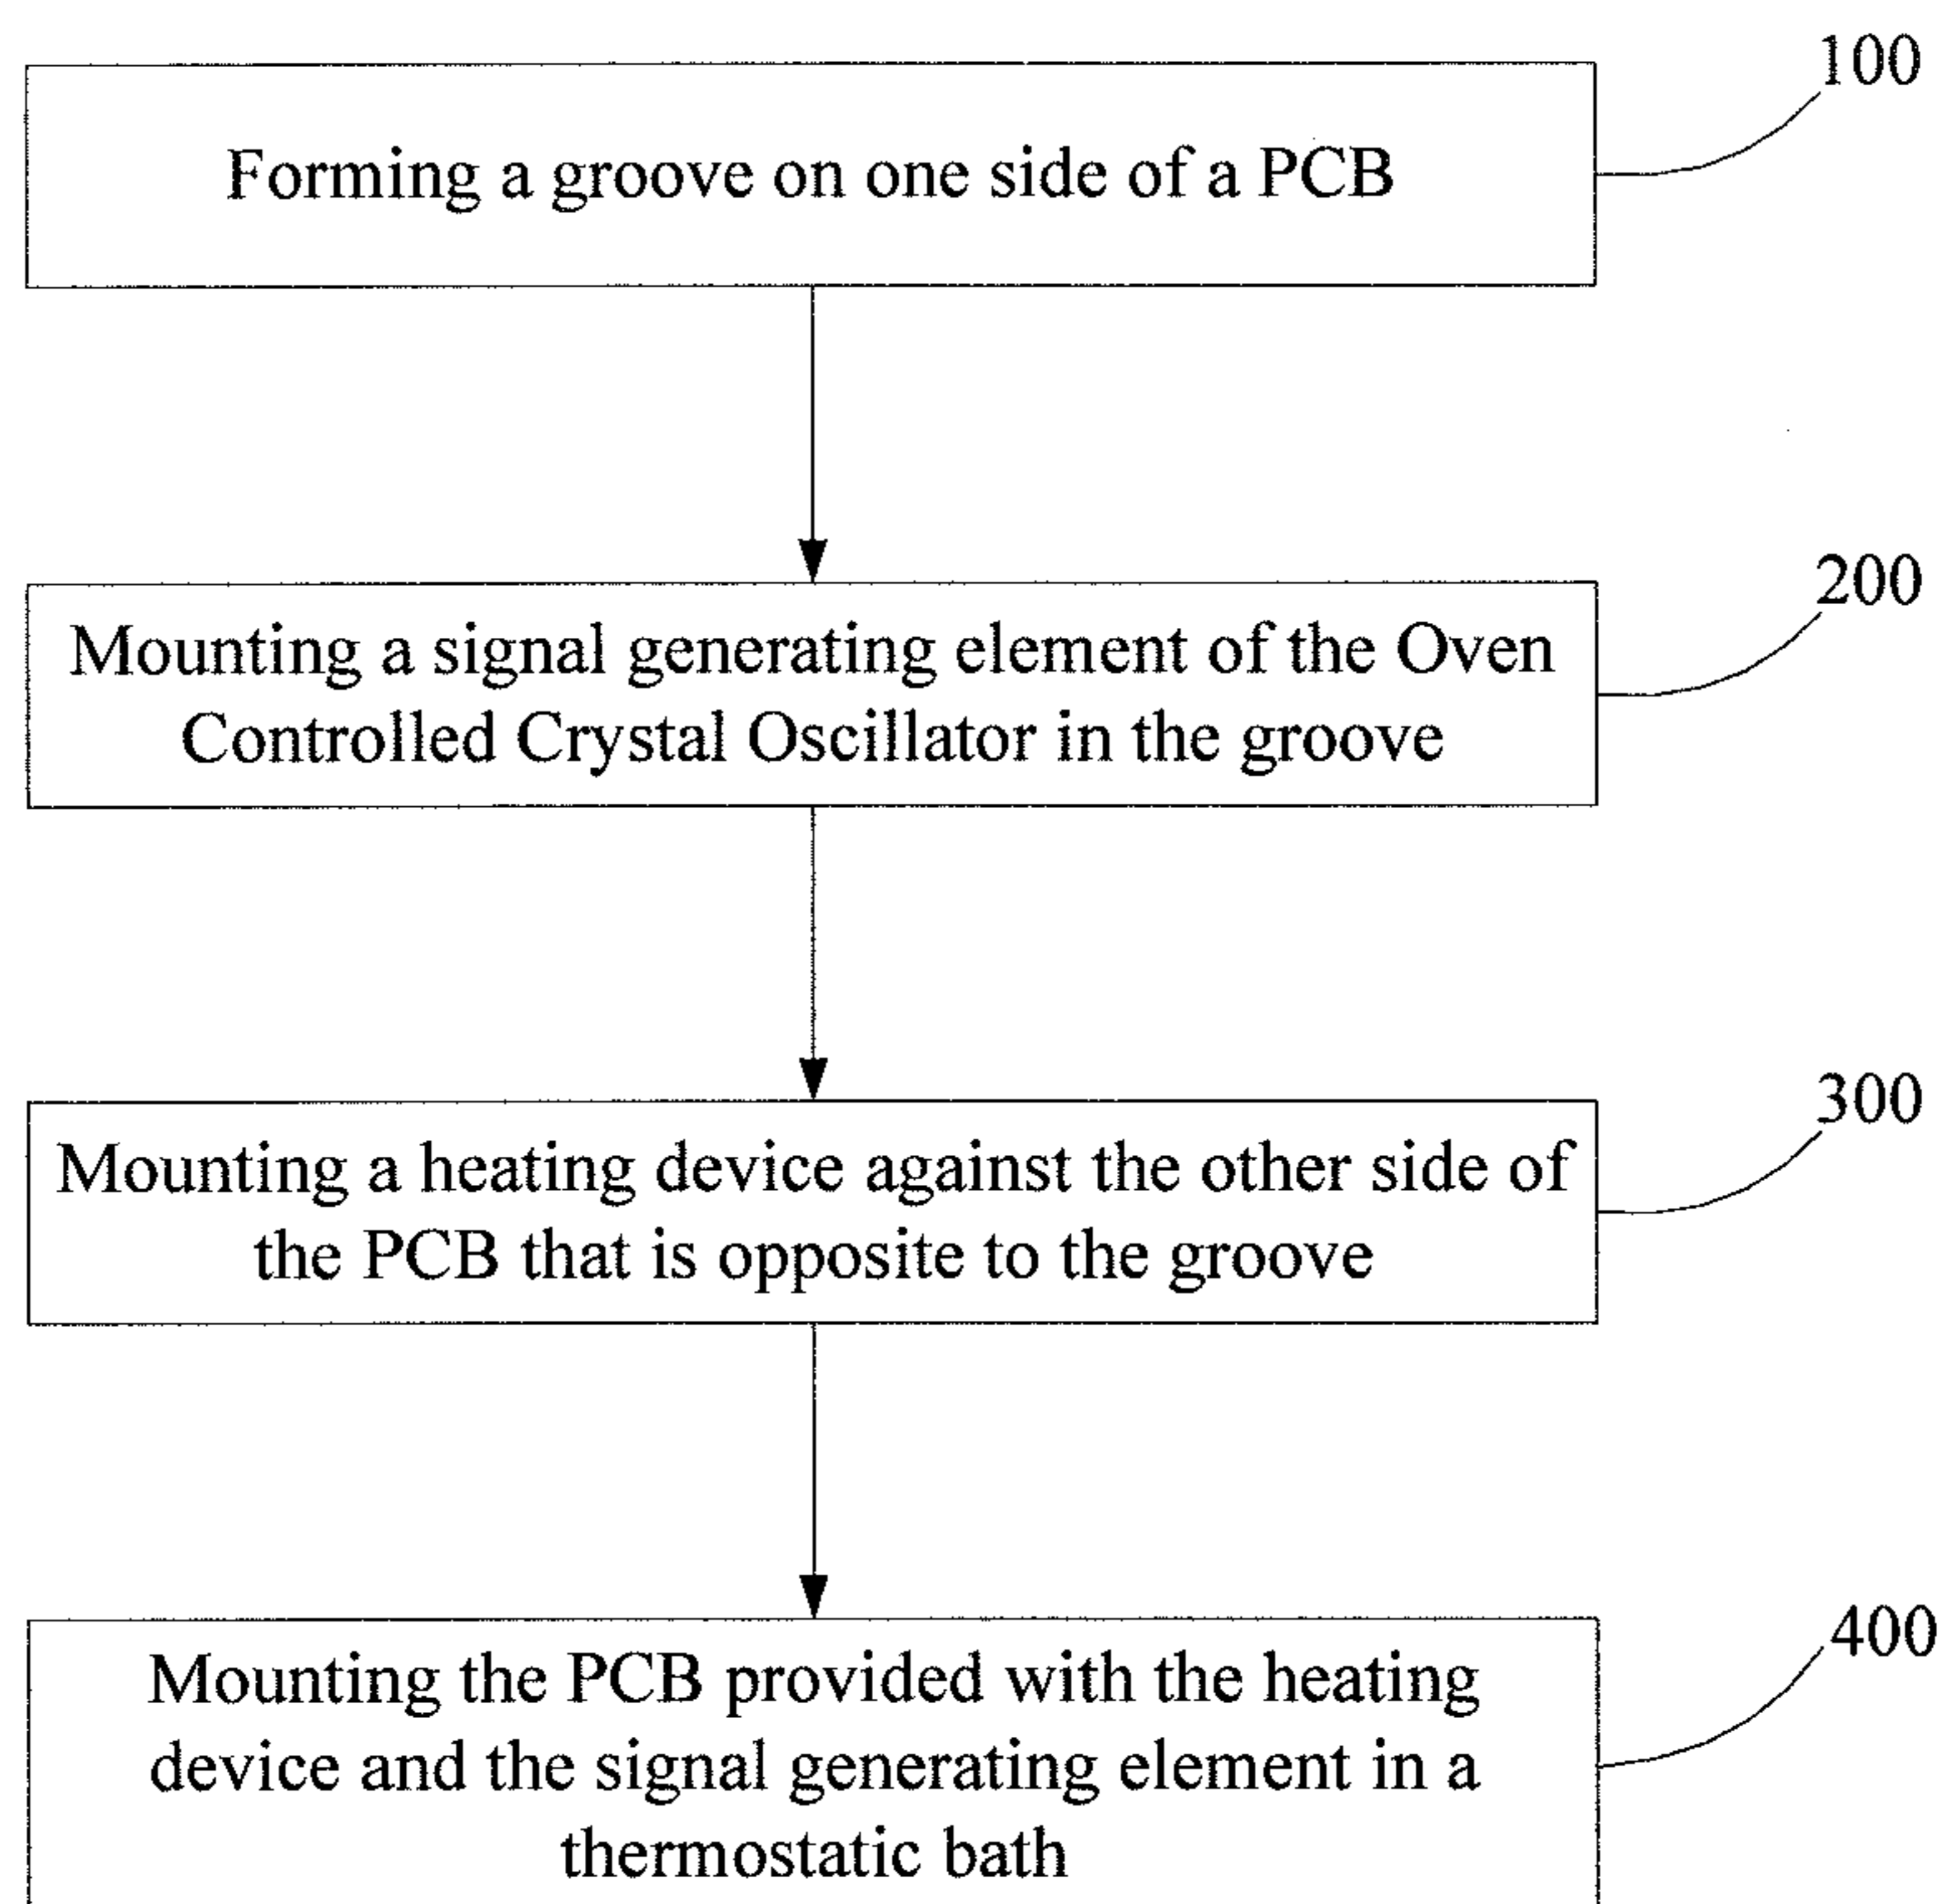 100
Forming a groove on one side of a PCB
200
Mounting a signal generating element of the Oven
Controlled Crystal Oscillator in the groove
300
Mounting a heating device against the other side of
the PCB that is opposite to the groove
400
Mounting the PCB provided with the heating
device and the signal generating element in a
thermostatic bath